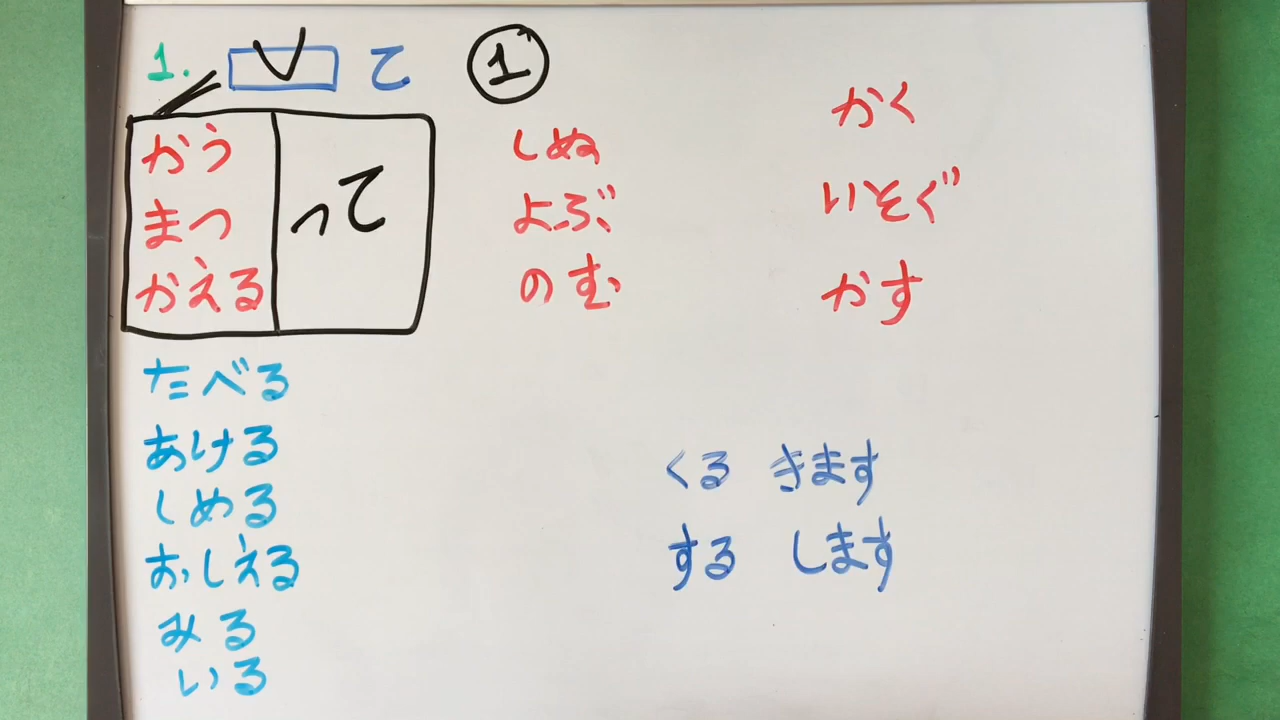 1. V て ①
かう
まつ
かえる
って
しぬ
よぶ
のむ
かく
いそぐ
かす
たべる
あける
しめる
おしえる
みる
いる
くる きます
する します